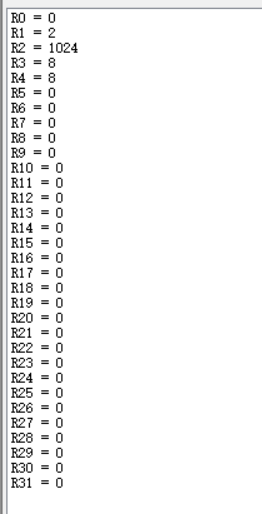 R0 = 0
R1 = 2
R2 = 1024
R3 = 8
R4 = 8
R5 = 0
R6 = 0
R7 = 0
R8 = 0
R9 = 0
R10 = 0
R11 = 0
R12 = 0
R13 = 0
R14 = 0
R15 = 0
R16 = 0
R17 = 0
R18 = 0
R19 = 0
R20 = 0
R21 = 0
R22 = 0
R23 = 0
R24 = 0
R25 = 0
R26 = 0
R27 = 0
R28 = 0
R29 = 0
R30 = 0
R31 = 0